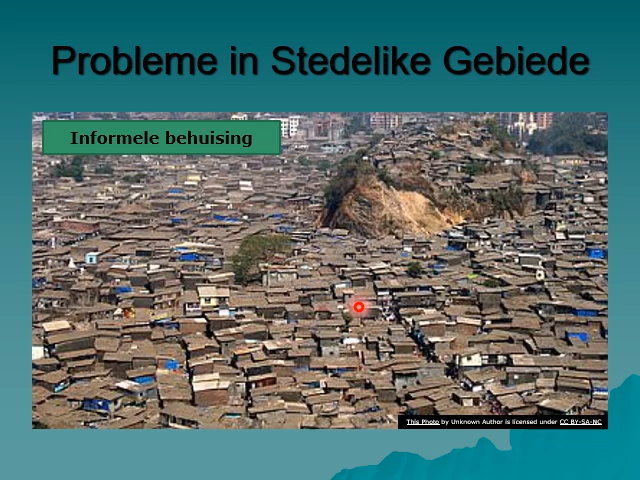 Probleme in Stedelike Gebiede
Informele behuising
This Photo by Unknown Author is licensed under CC BY-SA-NC